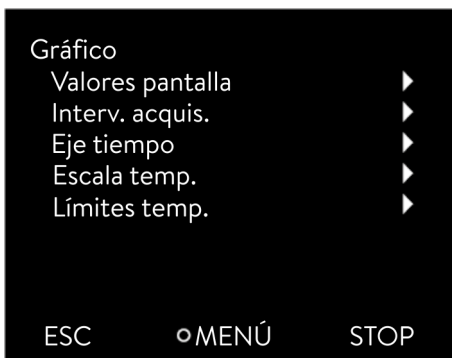 Gráfico
Valores pantalla
Interv. acquis.
Eje tiempo
Escala temp.
Límites temp.
ESC MENÚ STOP